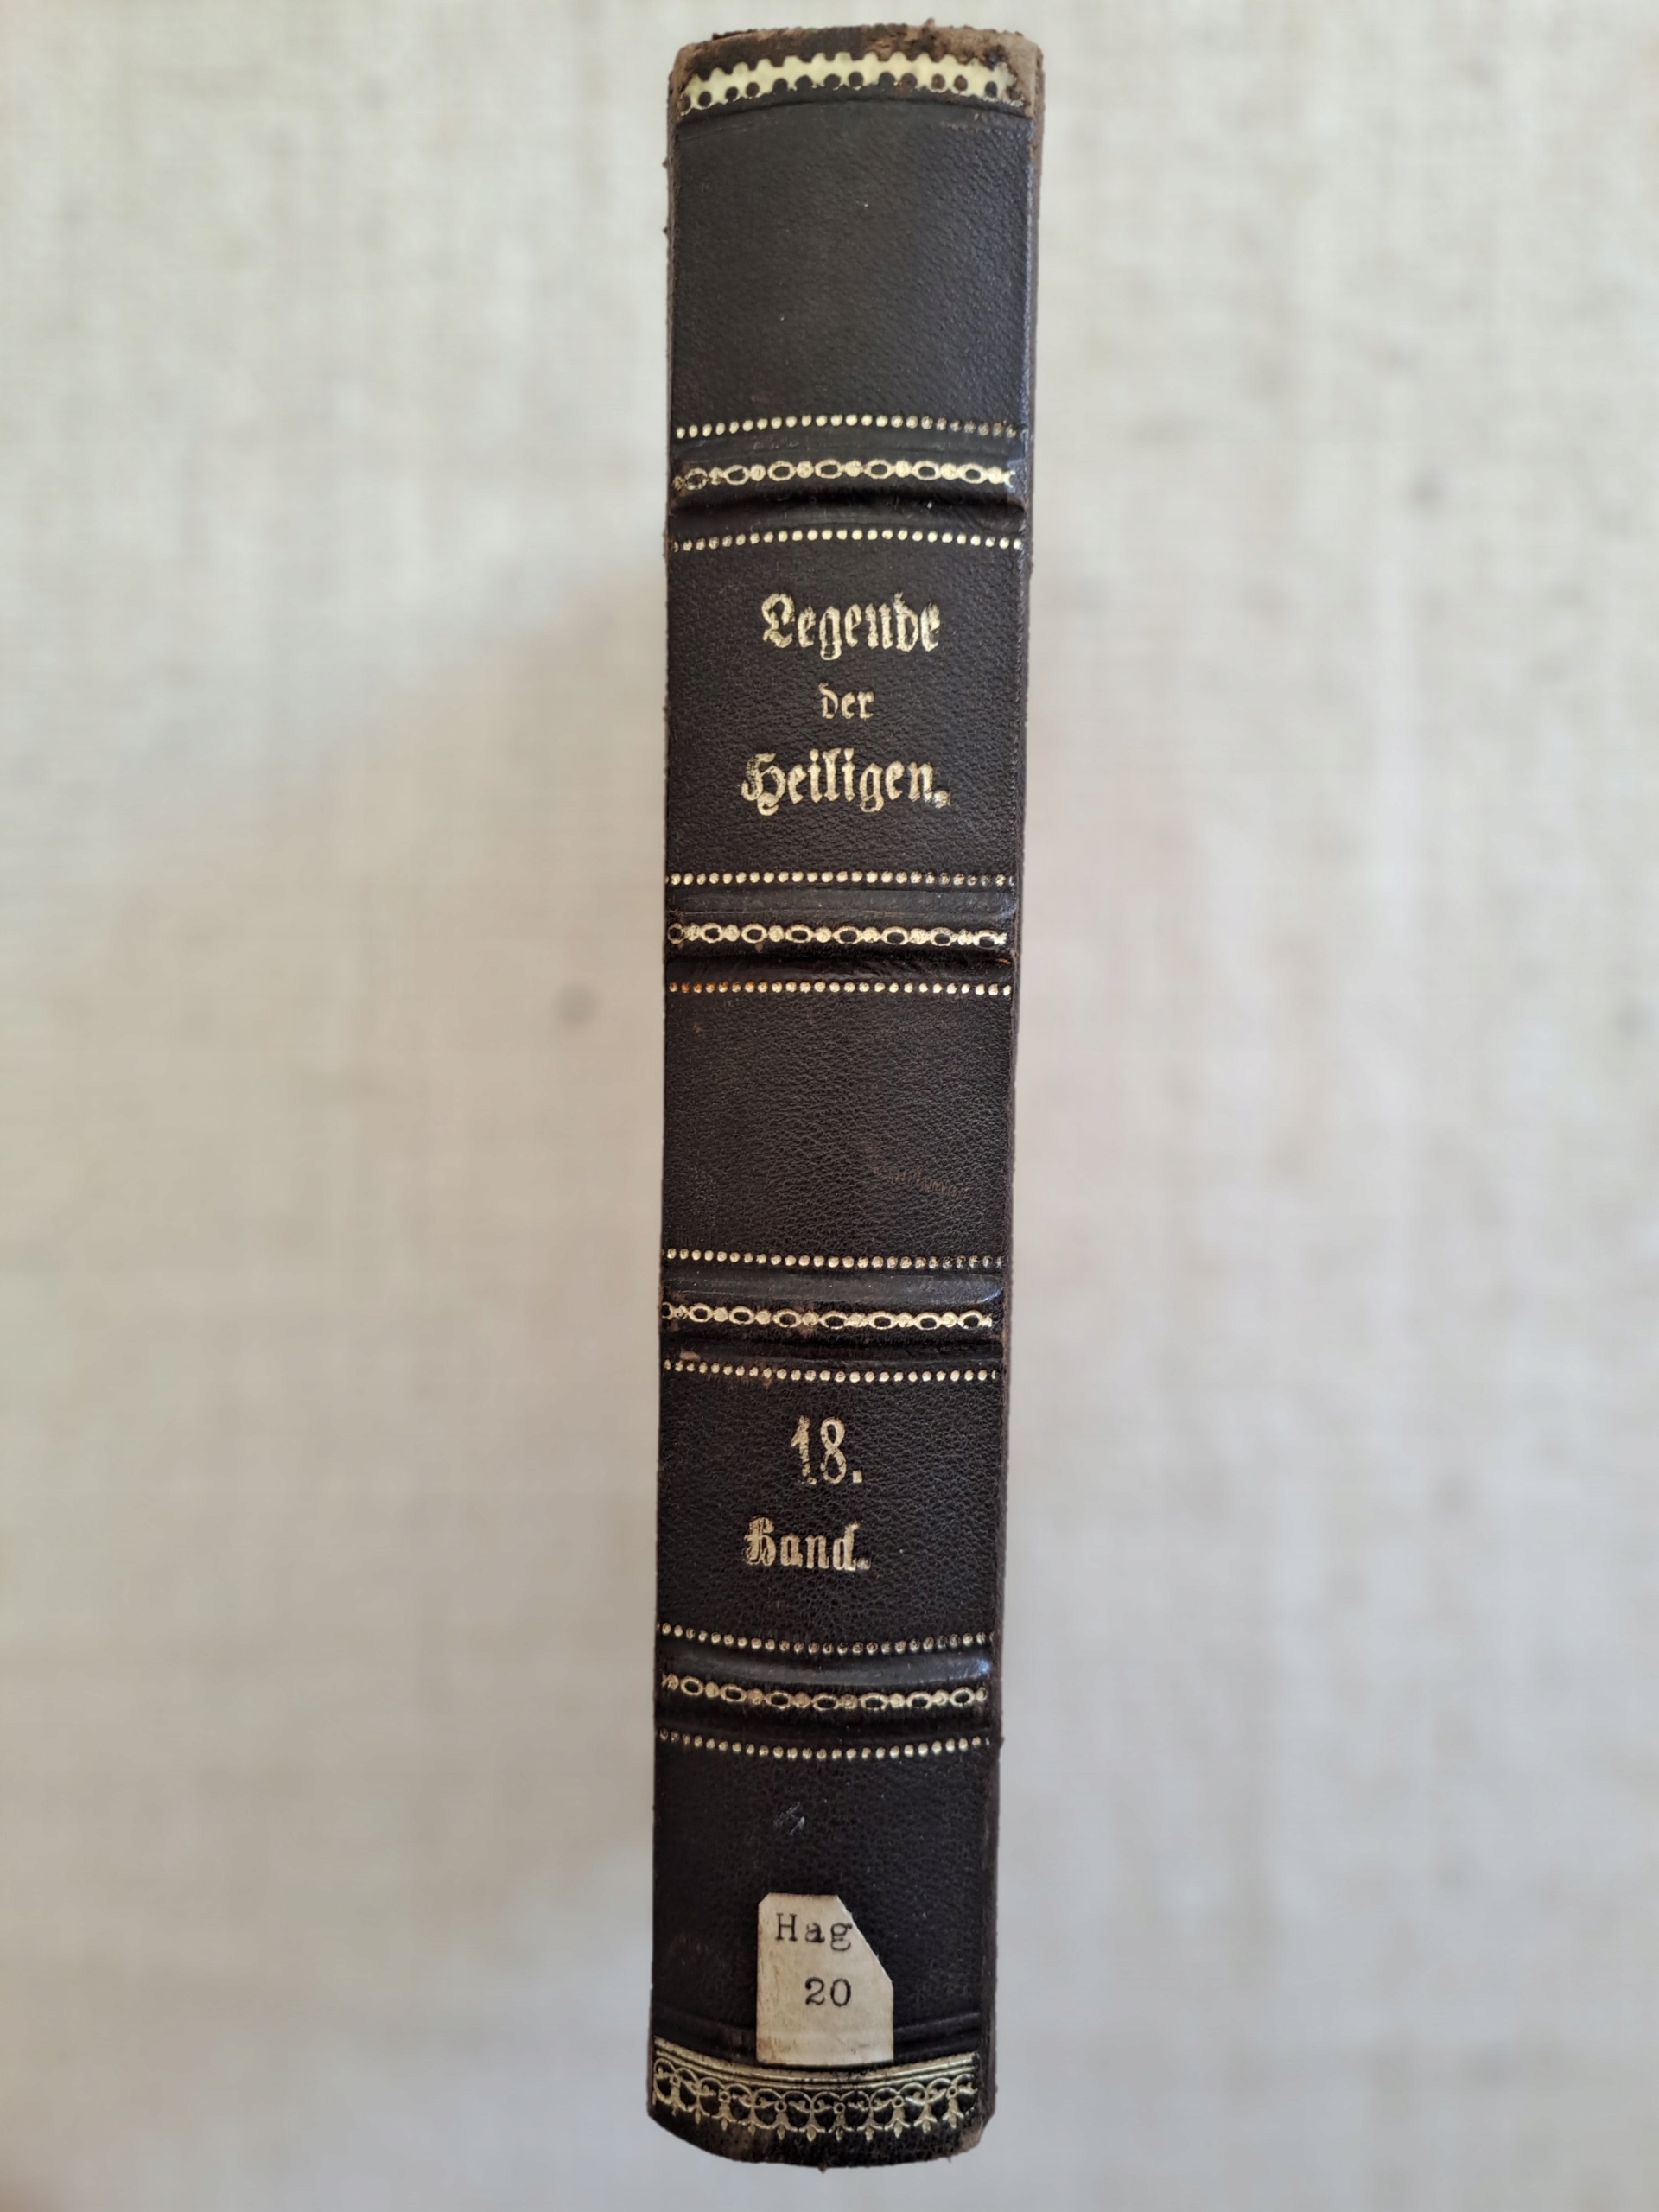 Legende
der
Heiligen.
18.
Band.
Hag
20